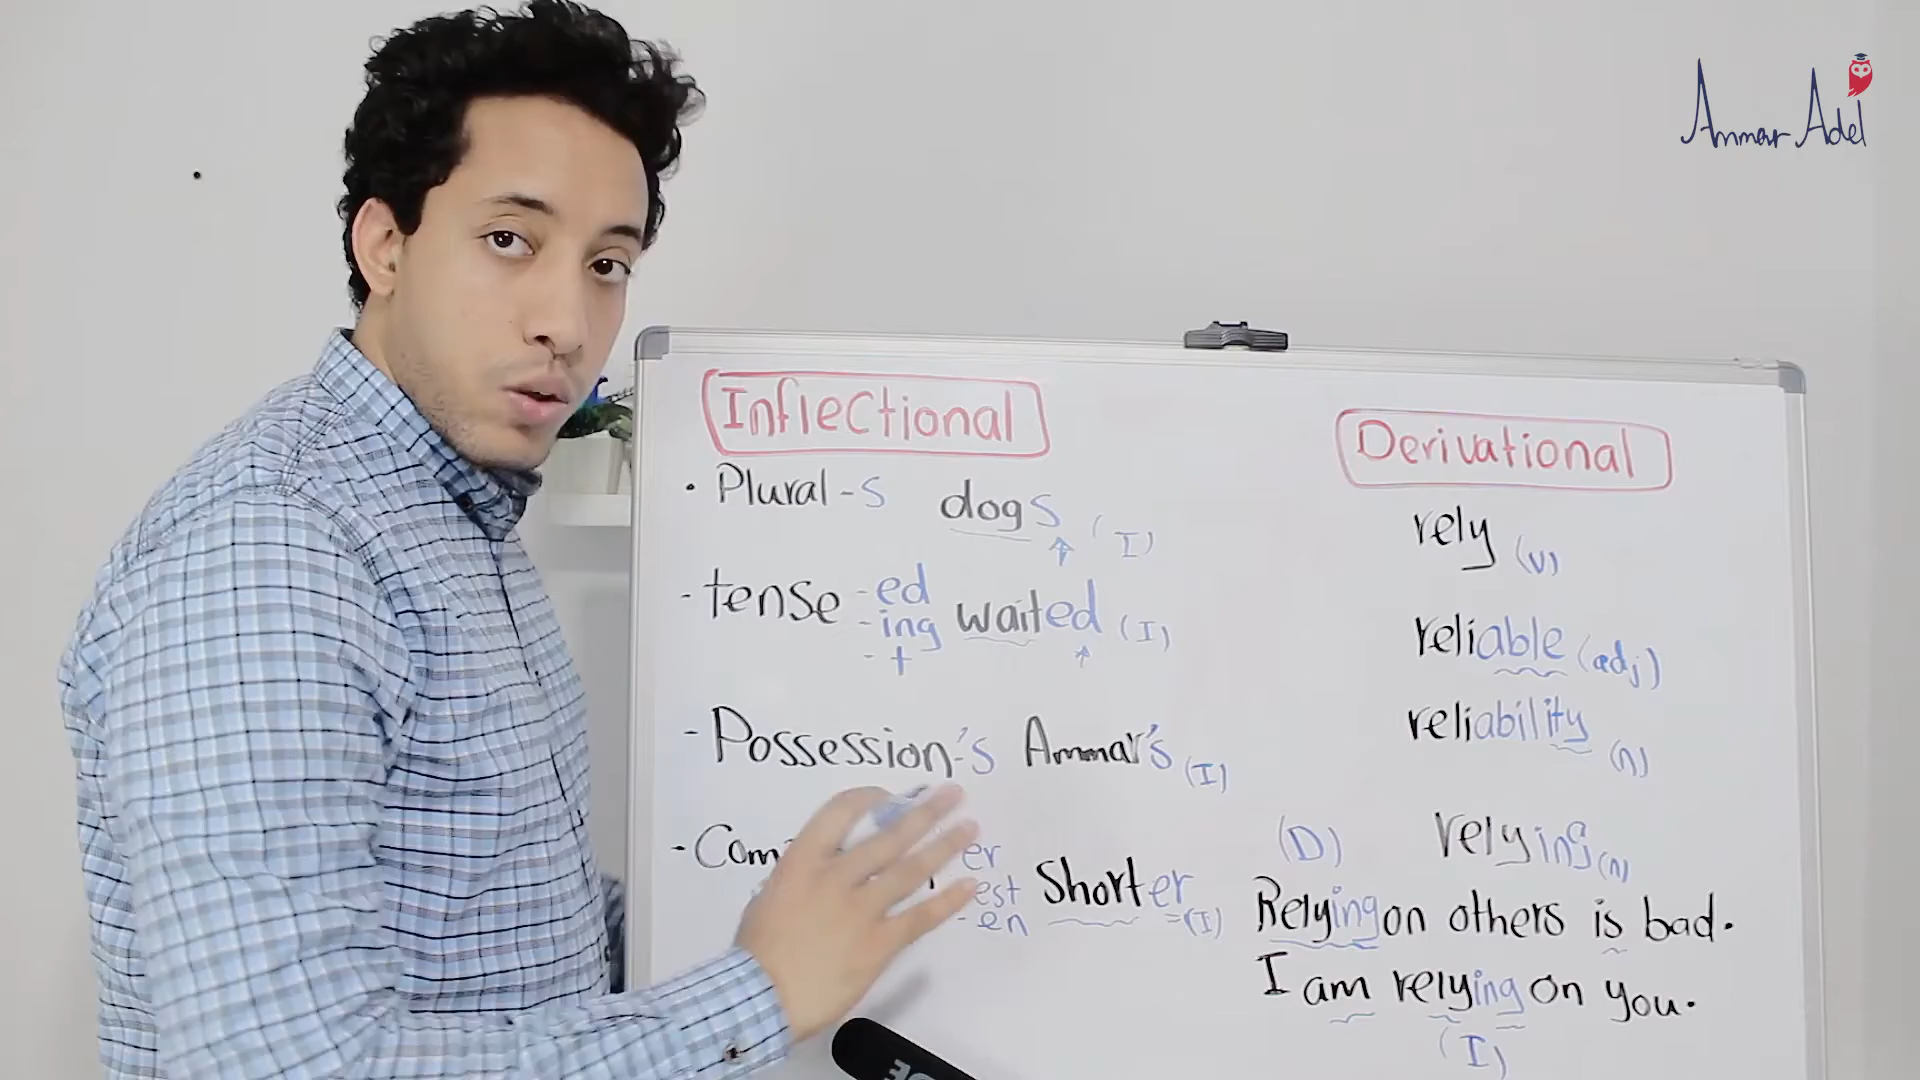 Ammar Adel
Inflectional
• Plural -s dogs (I)
- tense -ed waited (I)
-ing
-t
- Possession -'s Ammar's (I)
er shorter (I)
est
-en
Derivational
rely (v)
reliable (adj)
reliability (n)
(D) relying (n)
Relying on others is bad.
I am relying on you.
(I)